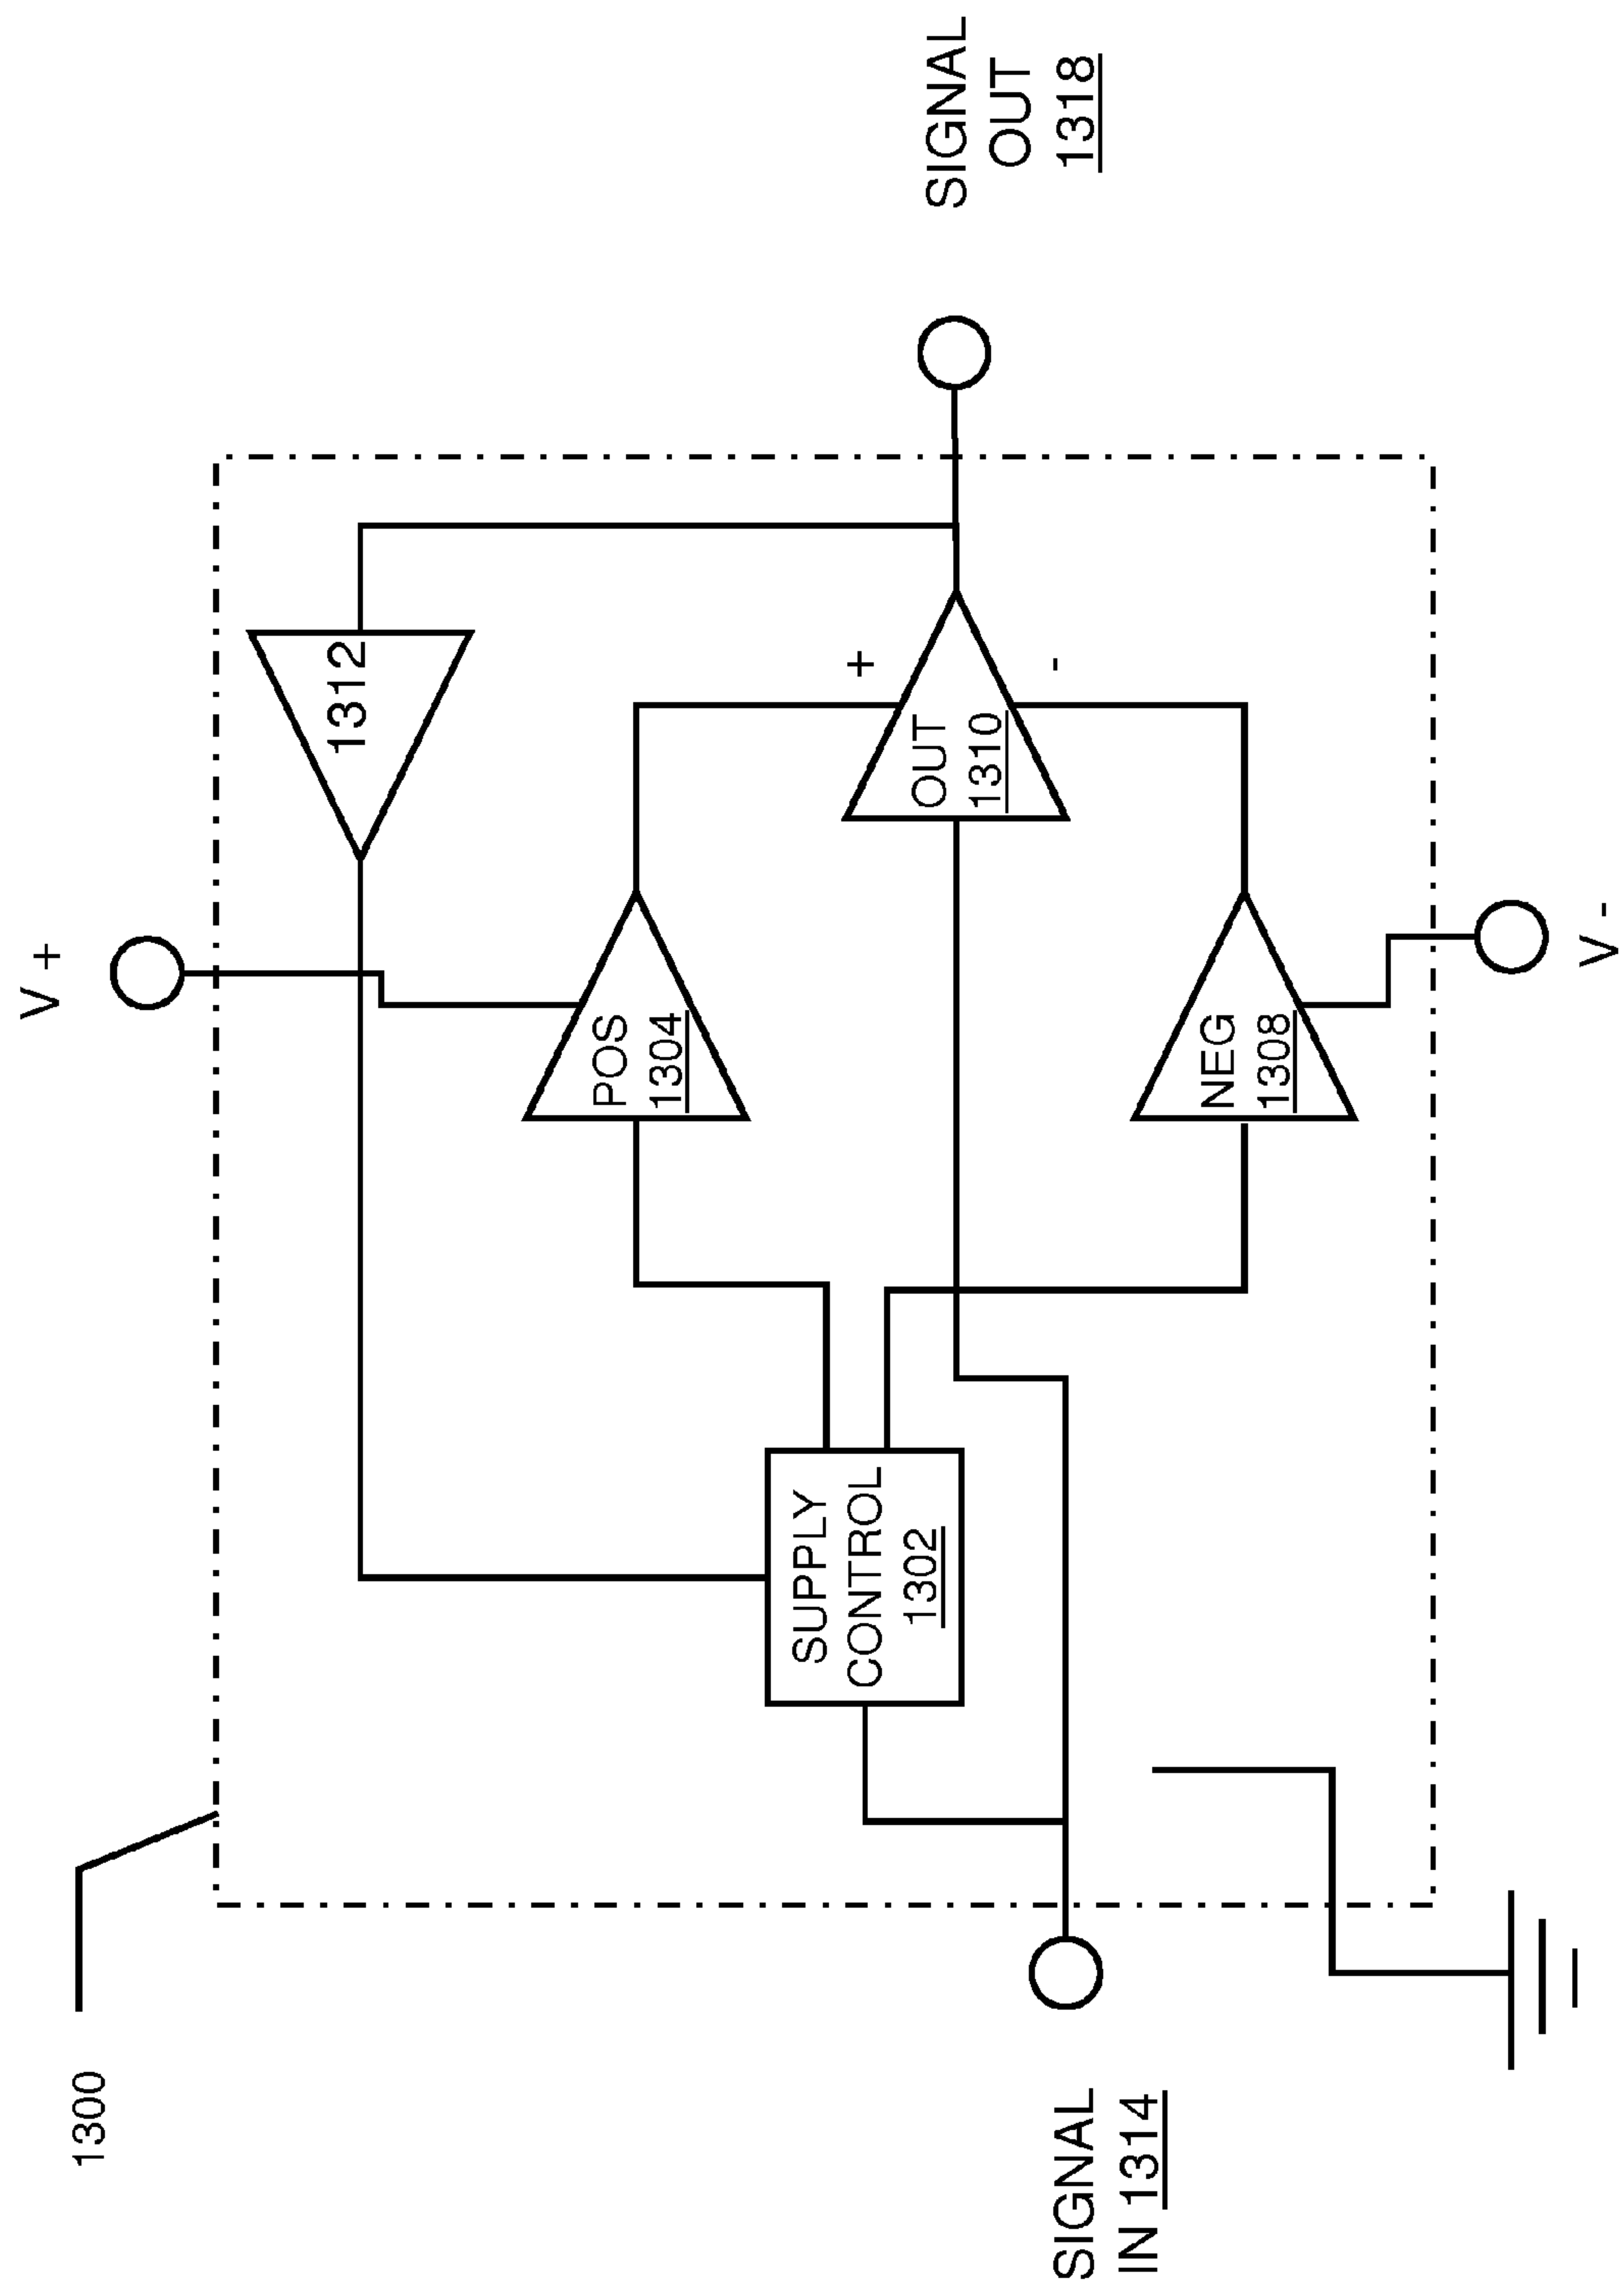 1300
V +
1312
POS
1304
SUPPLY
CONTROL
1302
+
OUT
1310
-
SIGNAL
OUT
1318
NEG
1308
SIGNAL
IN 1314
V -